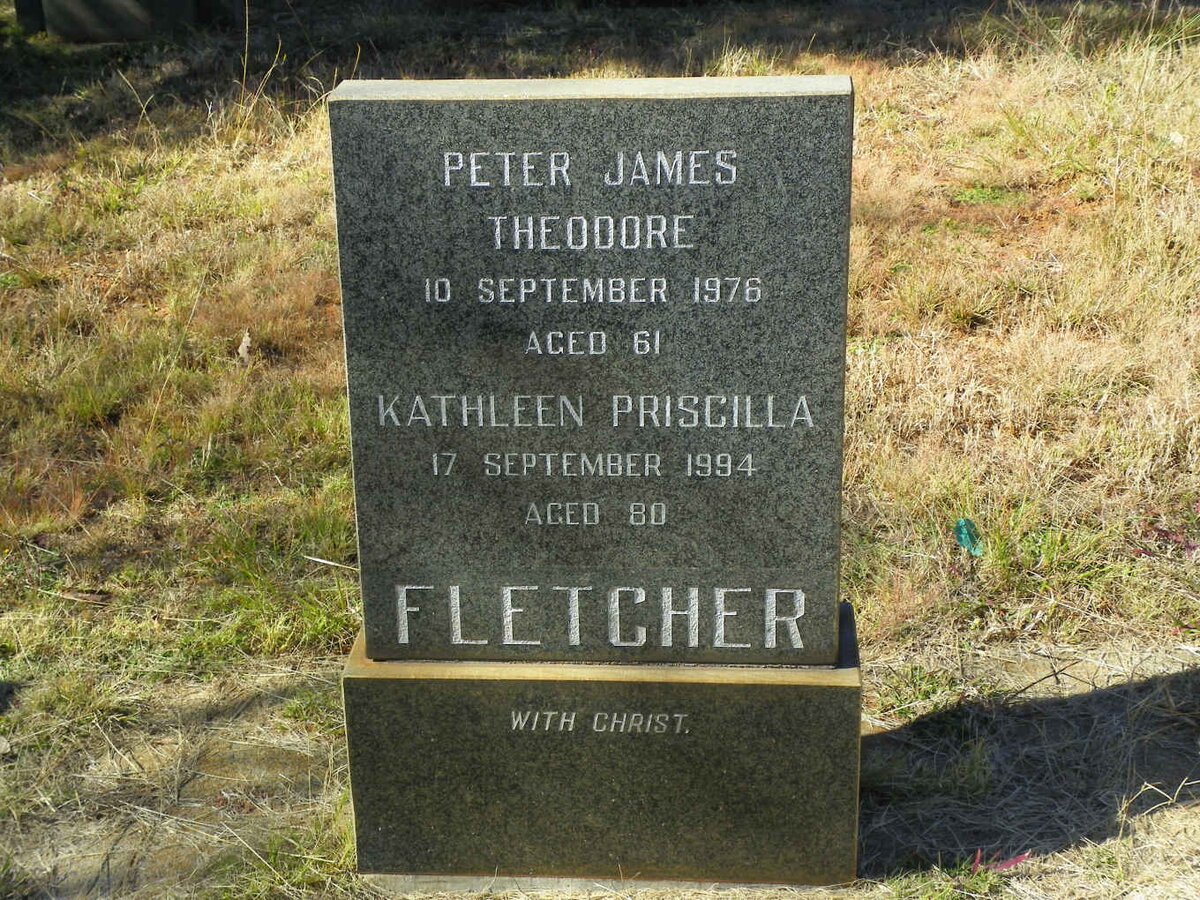 PETER JAMES
THEODORE
10 SEPTEMBER 1976
AGED 61
KATHLEEN PRISCILLA
17 SEPTEMBER 1994
AGED 80
FLETCHER
WITH CHRIST.